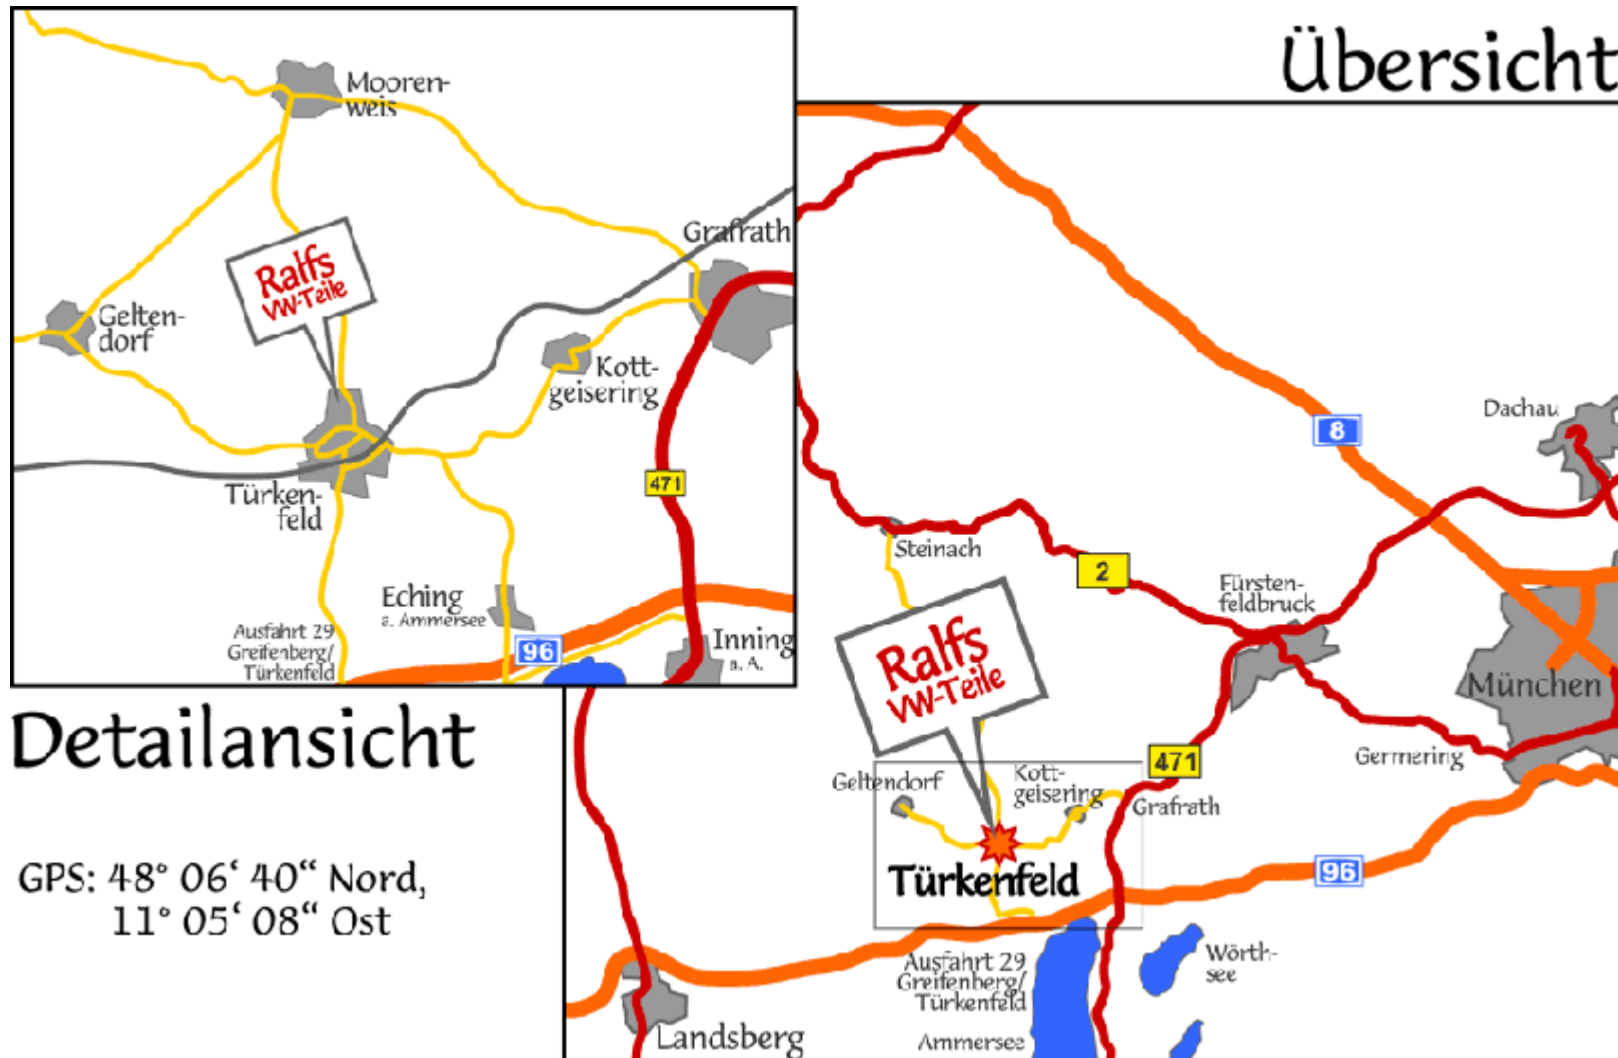 Übersicht
Mooren-
weis
Grafrath
Ralfs
VW-Teile
Gelten-
dorf
Kott-
geisering
471
Türken-
feld
Eching
a. Ammersee
Ausfahrt 29
Greifenberg/
Türkenfeld
96
Inning
a. A.
Detailansicht
GPS: 48° 06‘ 40“ Nord,
11° 05‘ 08“ Ost
8
Dachau
Steinach
2
Fürsten-
feldbruck
Ralfs
VW-Teile
München
Germering
471
Geltendorf
Kott-
geisering
Grafrath
Türkenfeld
96
Ausfahrt 29
Greifenberg/
Türkenfeld
Wörth-
see
Landsberg
Ammersee